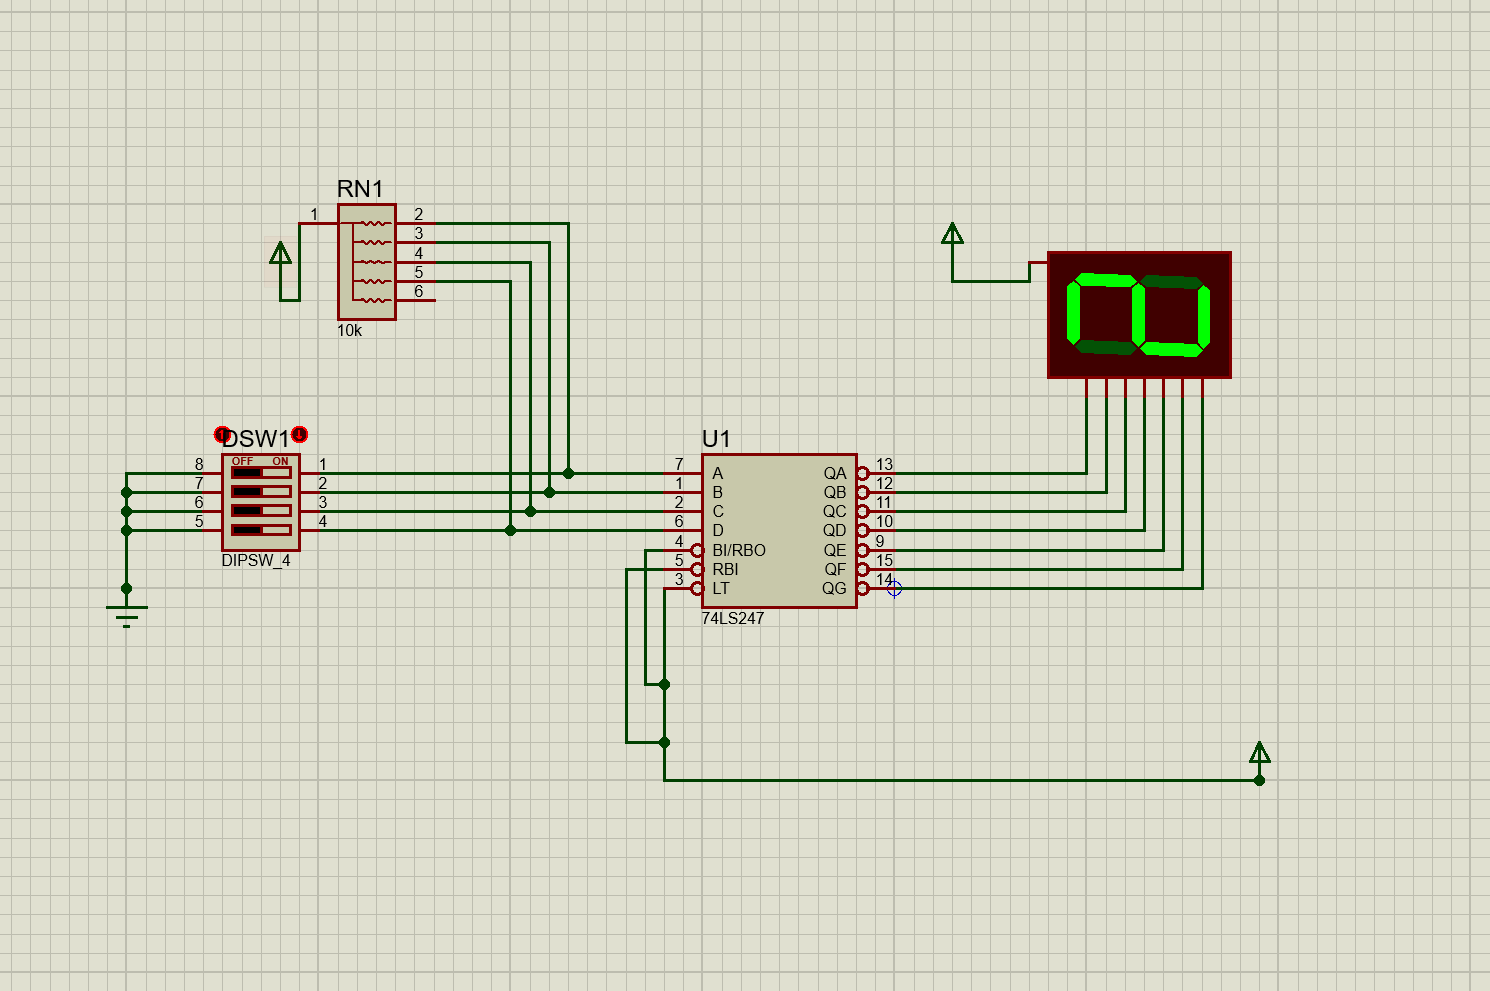 RN1
1
2
3
4
5
6
10k
DSW1
OFF ON
8
7
6
5
1
2
3
4
DIPSW_4
U1
7 A QA 13
1 B QB 12
2 C QC 11
6 D QD 10
4 BI/RBO QE 9
5 RBI QF 15
3 LT QG 14
74LS247